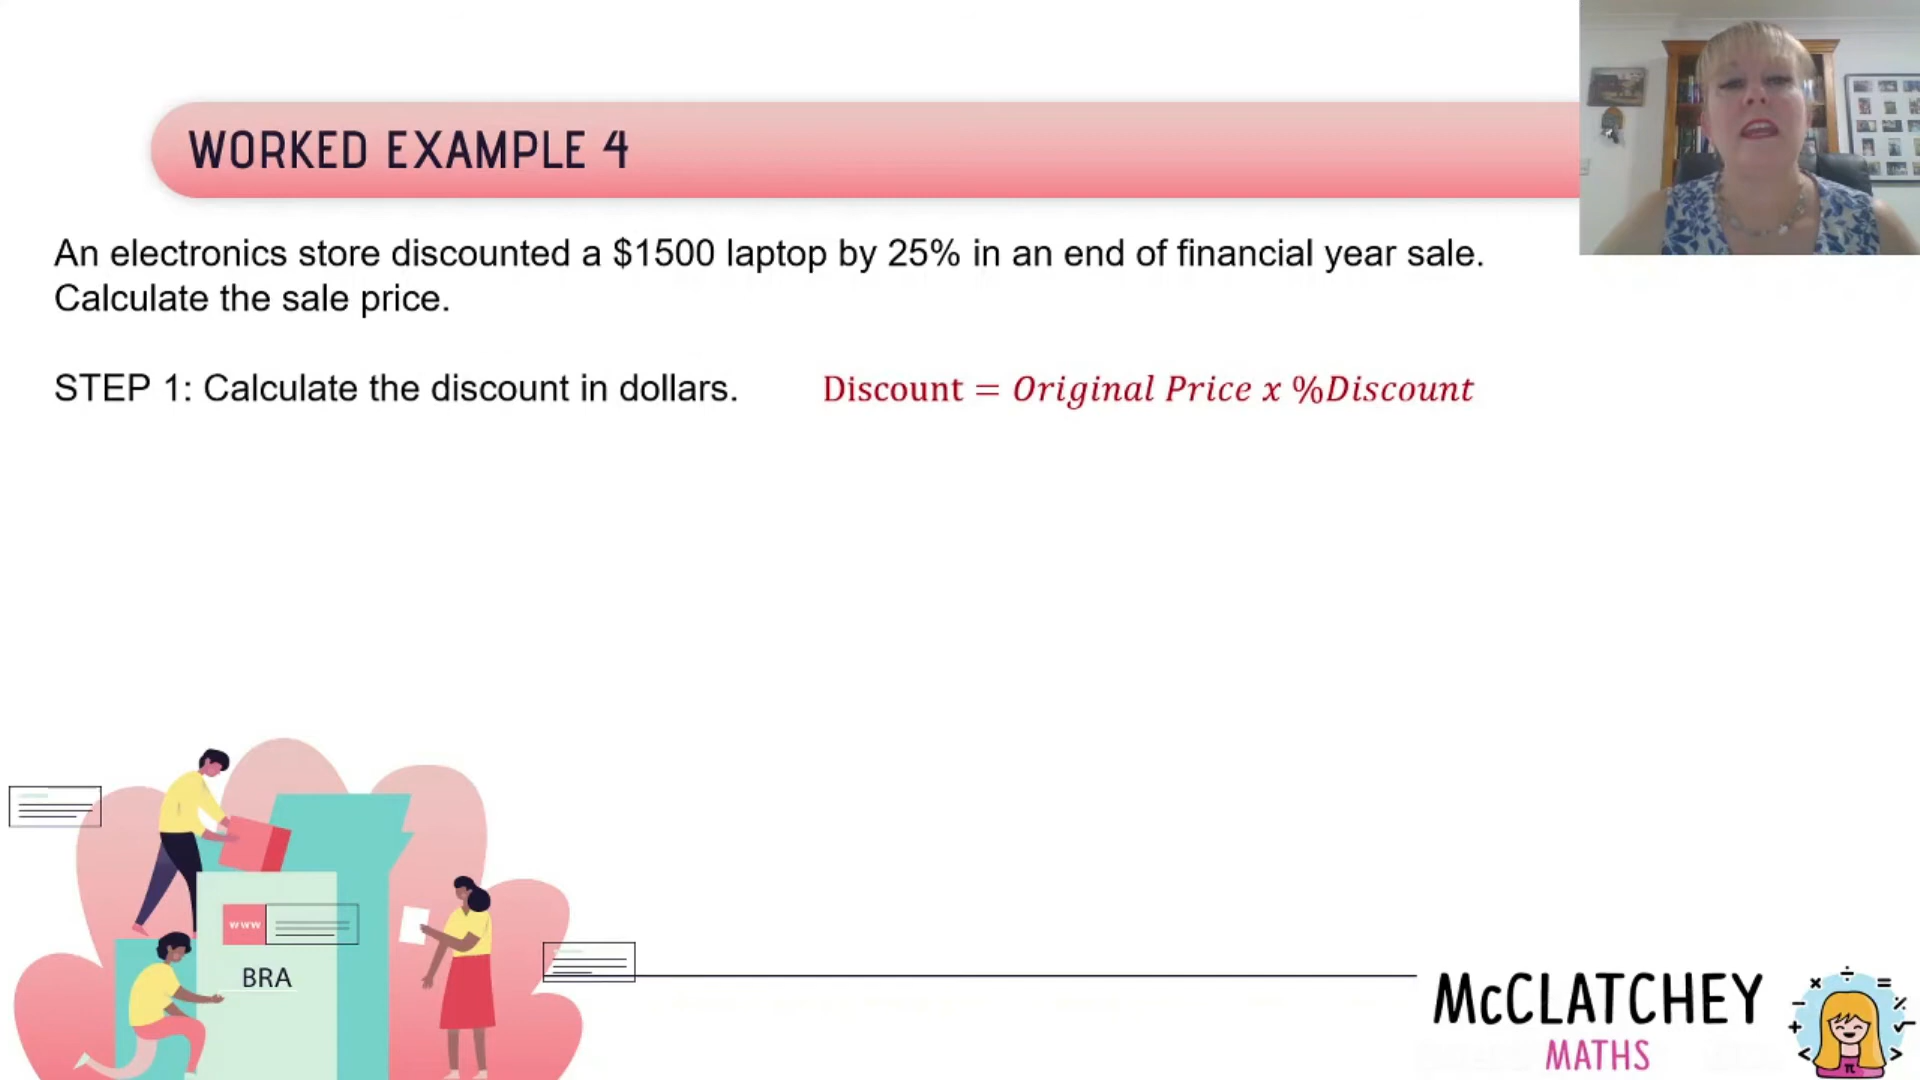 WORKED EXAMPLE 4
An electronics store discounted a $1500 laptop by 25% in an end of financial year sale.
Calculate the sale price.
STEP 1: Calculate the discount in dollars.
Discount = Original Price x %Discount
www
BRA
McCLATCHEY
MATHS
× ÷ =
− %
+ √
< π >